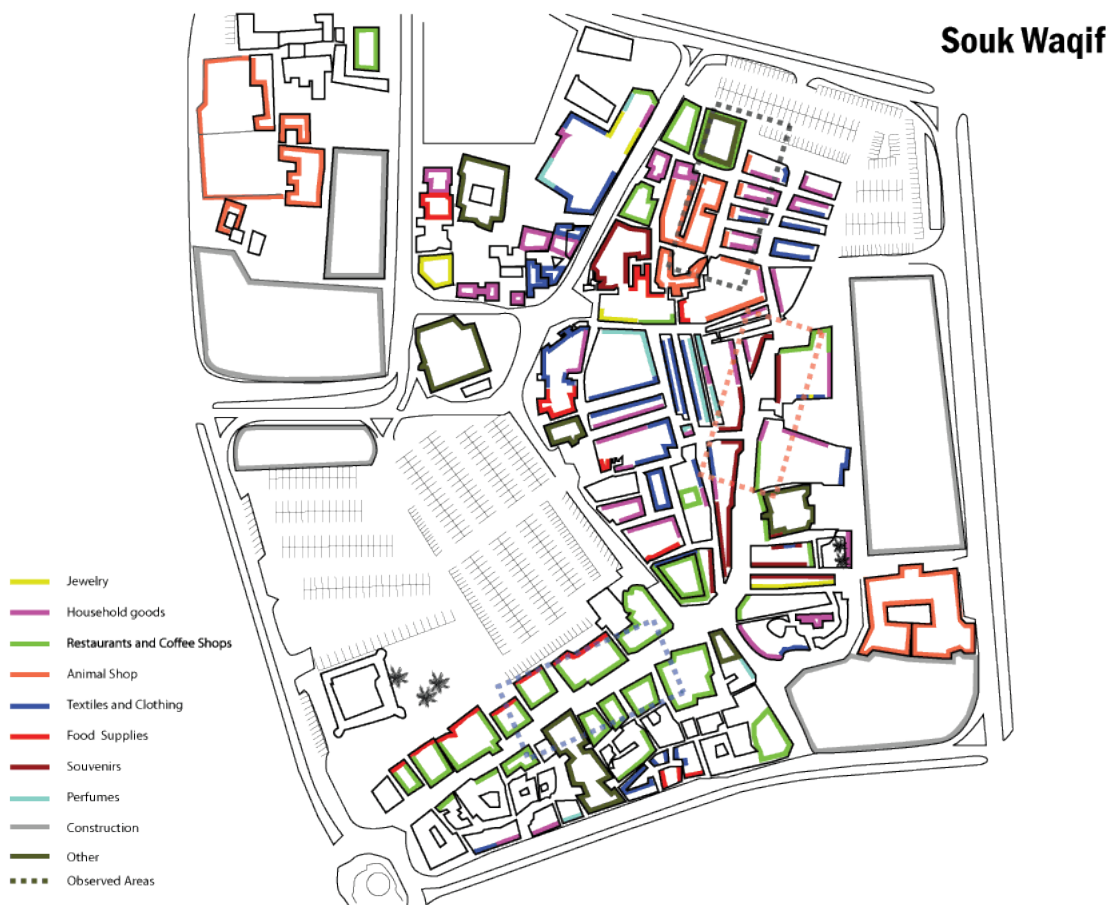 Souk Waqif
Jewelry
Household goods
Restaurants and Coffee Shops
Animal Shop
Textiles and Clothing
Food Supplies
Souvenirs
Perfumes
Construction
Other
Observed Areas